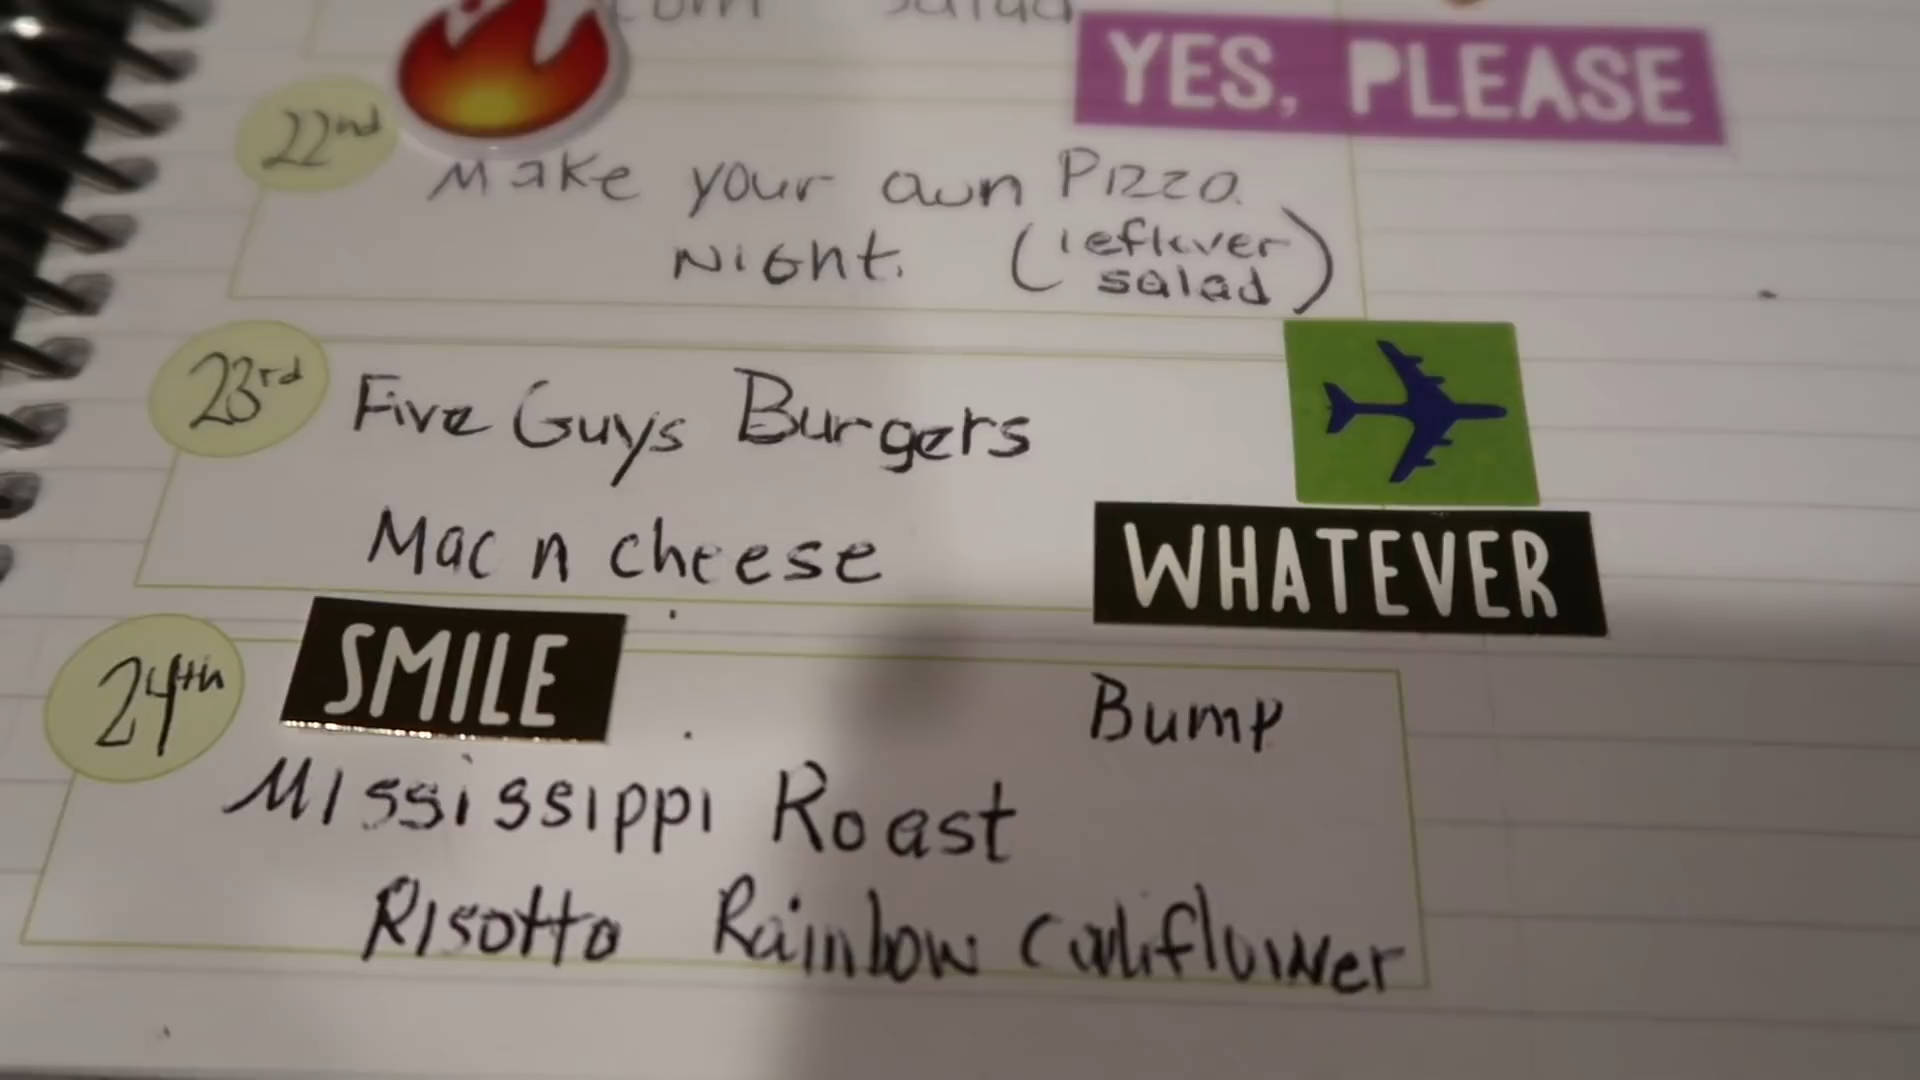 salad
YES, PLEASE
22nd
Make your own Pizza
Night. (leftover
salad)
23rd
Five Guys Burgers
Mac n cheese
WHATEVER
24th
SMILE
Bump
Mississippi Roast
Risotto Rainbow Cauliflower